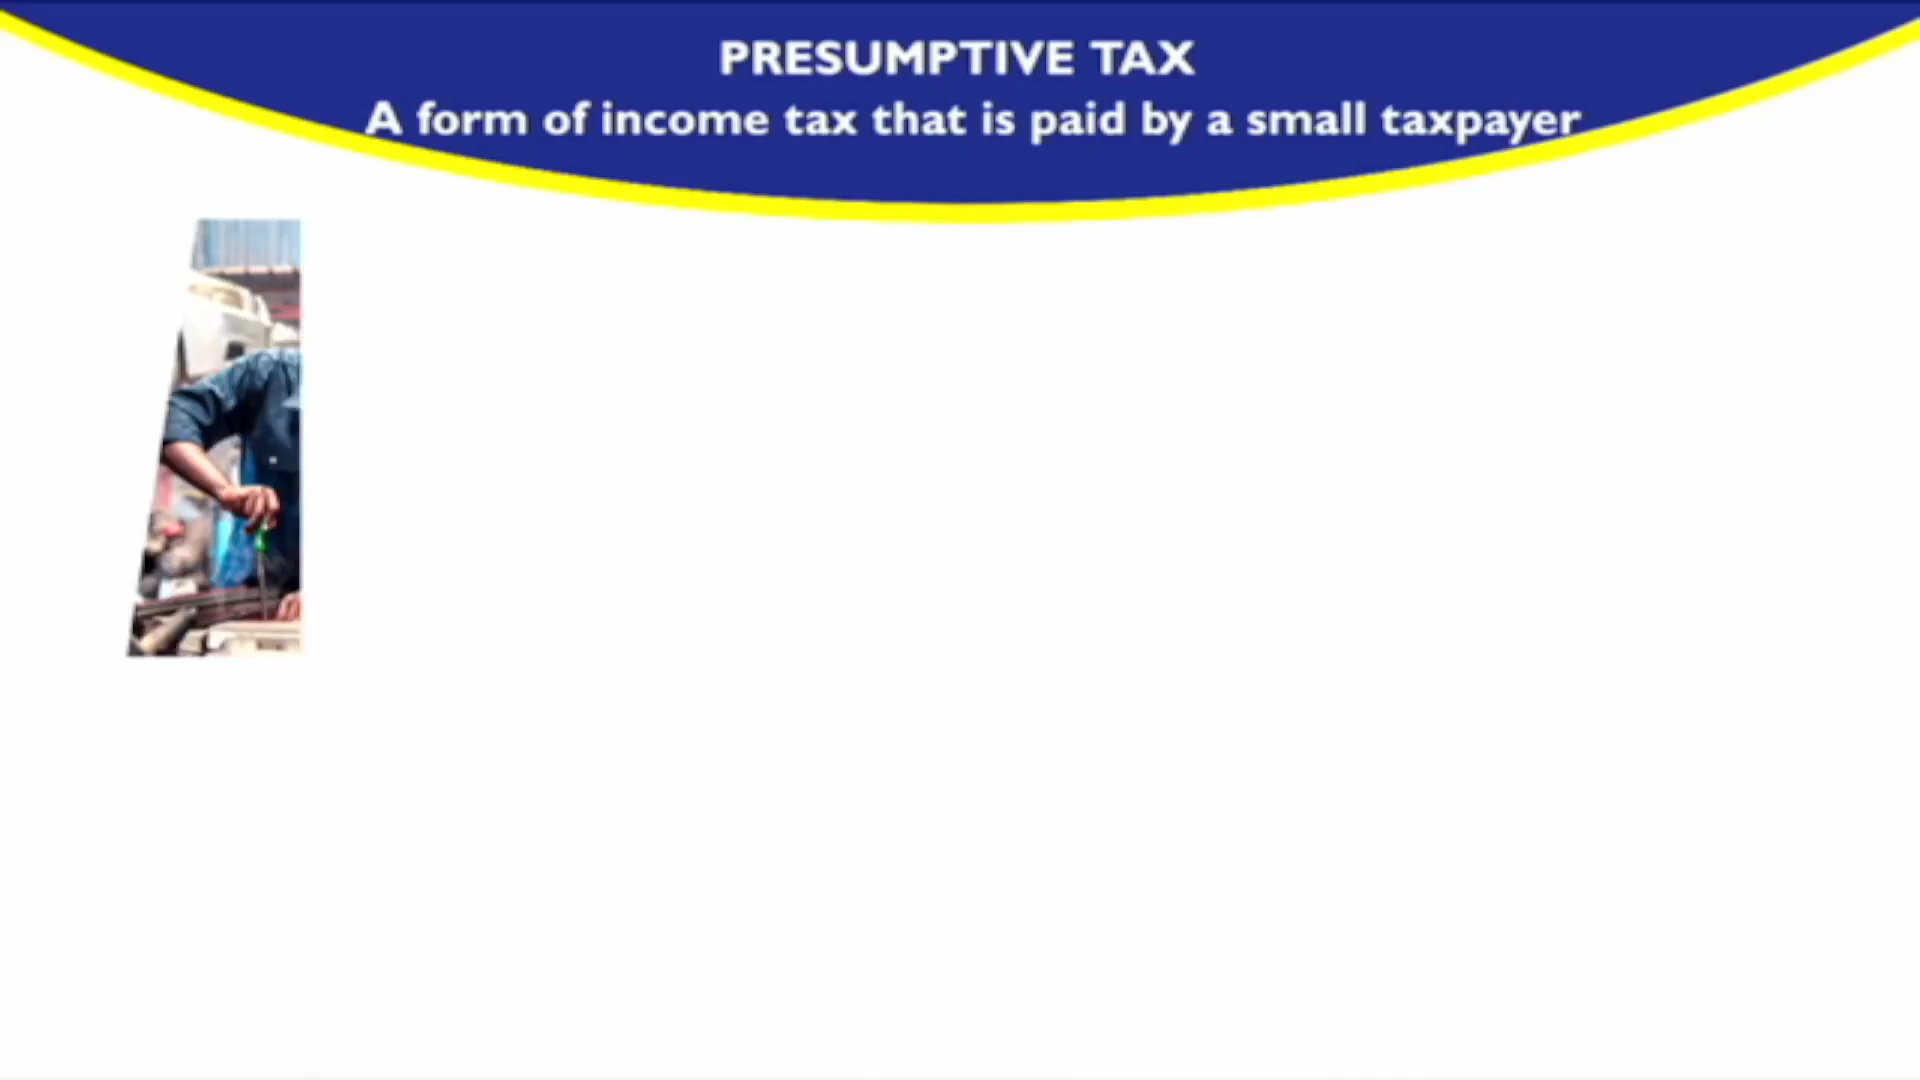 PRESUMPTIVE TAX
A form of income tax that is paid by a small taxpayer